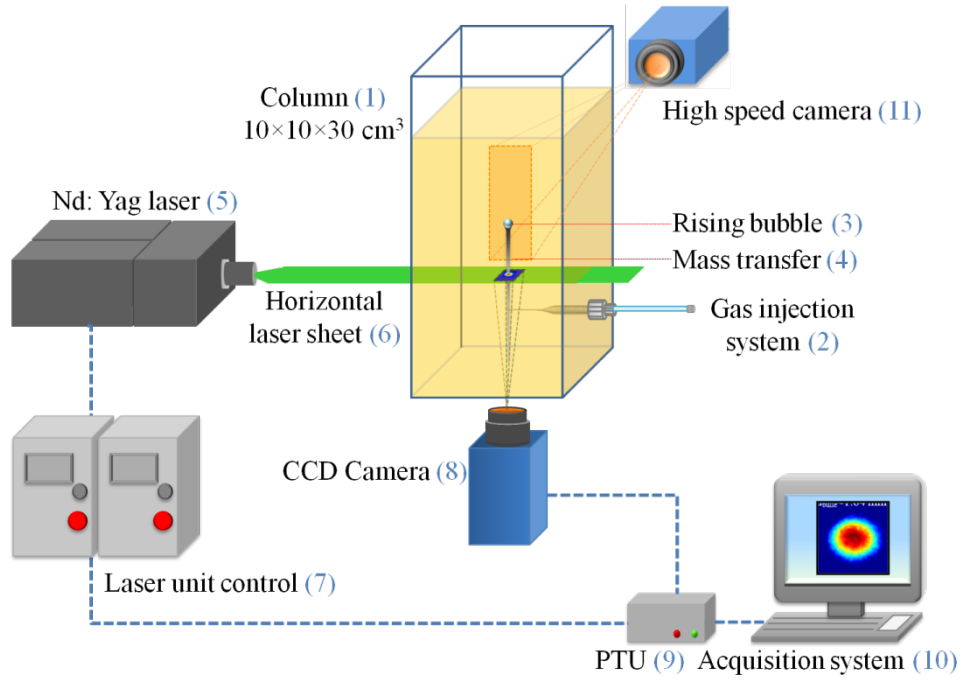 Column (1)
10×10×30 cm³
High speed camera (11)
Nd: Yag laser (5)
Rising bubble (3)
Mass transfer (4)
Horizontal
laser sheet (6)
Gas injection
system (2)
CCD Camera (8)
Laser unit control (7)
PTU (9)
Acquisition system (10)